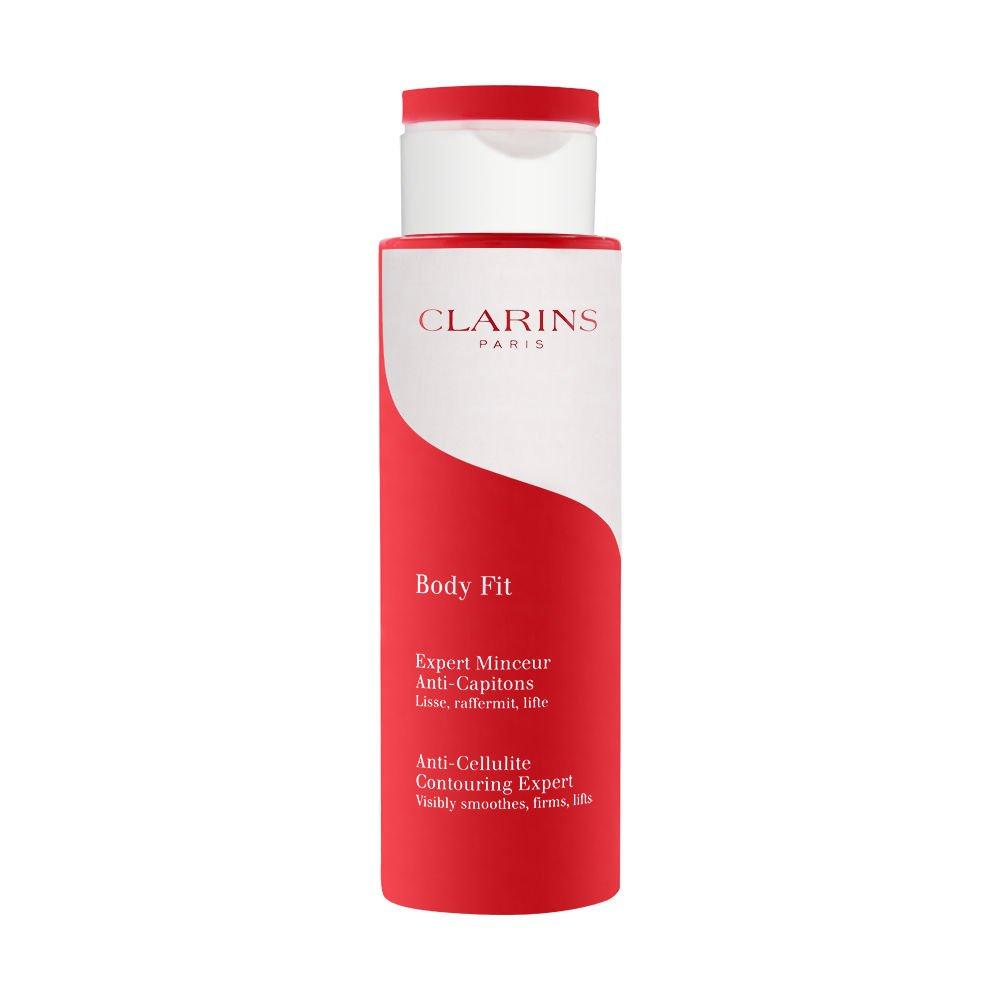 CLARINS
PARIS
Body Fit
Expert Minceur
Anti-Capitons
Lisse, raffermit, lifte
Anti-Cellulite
Contouring Expert
Visibly smoothes, firms, lifts